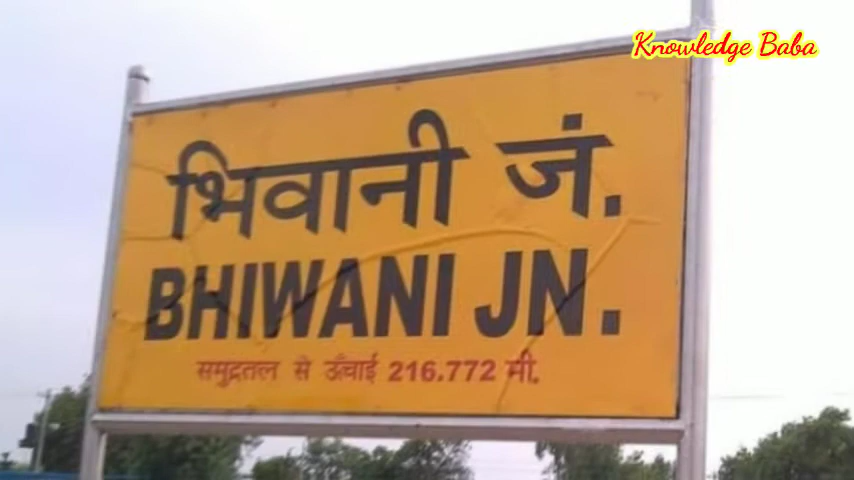 Knowledge Baba
भिवानी जं.
BHIWANI JN.
समुद्रतल से ऊँचाई 216.772 मी.